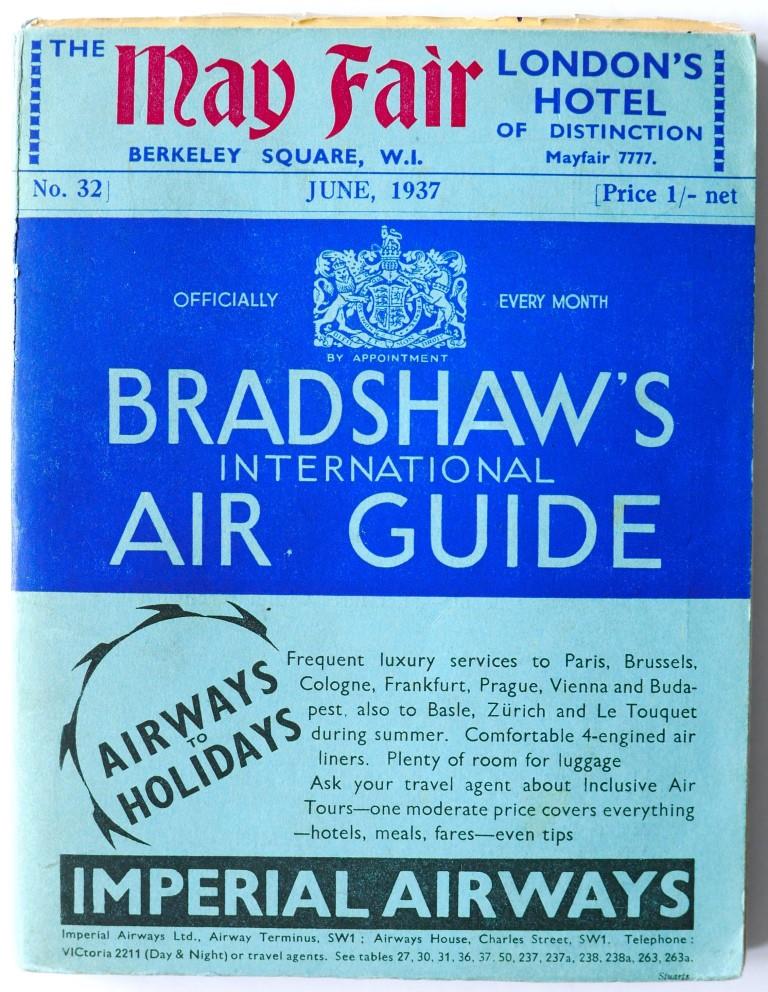 THE May Fair LONDON'S
HOTEL
OF DISTINCTION
BERKELEY SQUARE, W.I. Mayfair 7777.
No. 32] JUNE, 1937 [Price 1/- net
OFFICIALLY EVERY MONTH
BY APPOINTMENT
BRADSHAW'S
INTERNATIONAL
AIR GUIDE
AIRWAYS
TO
HOLIDAYS
Frequent luxury services to Paris, Brussels,
Cologne, Frankfurt, Prague, Vienna and Buda-
pest, also to Basle, Zürich and Le Touquet
during summer. Comfortable 4-engined air
liners. Plenty of room for luggage
Ask your travel agent about Inclusive Air
Tours—one moderate price covers everything
—hotels, meals, fares—even tips
IMPERIAL AIRWAYS
Imperial Airways Ltd., Airway Terminus, SW1; Airways House, Charles Street, SW1. Telephone:
VICtoria 2211 (Day & Night) or travel agents. See tables 27, 30, 31, 36, 37, 50, 237, 237a, 238, 238a, 263, 263a.
Stuarts